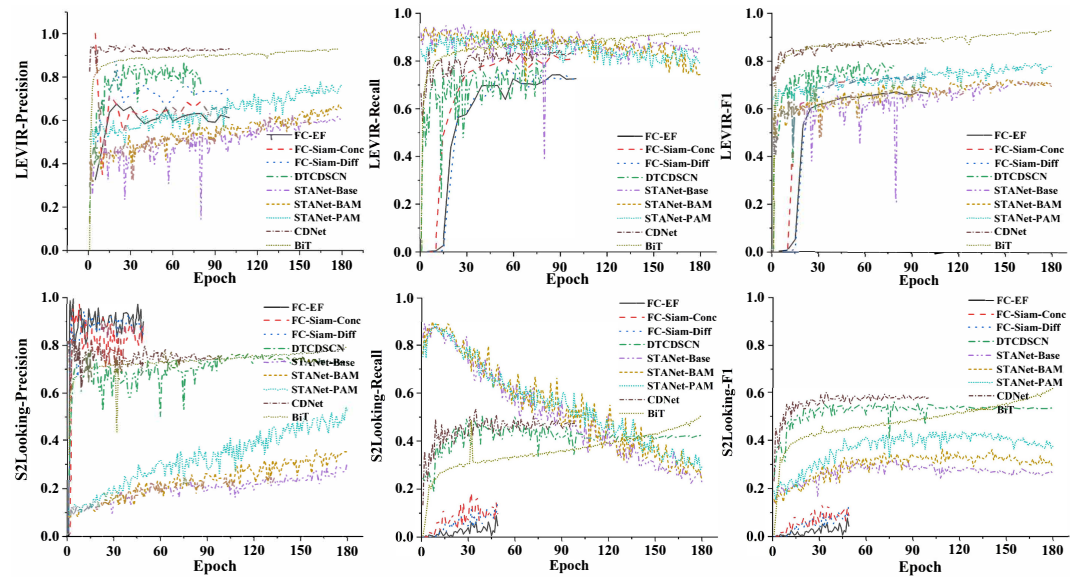 1.0
0.8
0.6
0.4
0.2
0.0
LEVIR-Precision
FC-EF
FC-Siam-Conc
FC-Siam-Diff
DTCDSCN
STANet-Base
STANet-BAM
STANet-PAM
CDNet
BiT
0 30 60 90 120 150 180
Epoch
1.0
0.8
0.6
0.4
0.2
0.0
LEVIR-Recall
FC-EF
FC-Siam-Conc
FC-Siam-Diff
DTCDSCN
STANet-Base
STANet-BAM
STANet-PAM
CDNet
BiT
0 30 60 90 120 150 180
Epoch
1.0
0.8
0.6
0.4
0.2
0.0
LEVIR-F1
FC-EF
FC-Siam-Conc
FC-Siam-Diff
DTCDSCN
STANet-Base
STANet-BAM
STANet-PAM
CDNet
BiT
0 30 60 90 120 150 180
Epoch
1.0
0.8
0.6
0.4
0.2
0.0
S2Looking-Precision
FC-EF
FC-Siam-Conc
FC-Siam-Diff
DTCDSCN
STANet-Base
STANet-BAM
STANet-PAM
CDNet
BiT
0 30 60 90 120 150 180
Epoch
1.0
0.8
0.6
0.4
0.2
0.0
S2Looking-Recall
FC-EF
FC-Siam-Conc
FC-Siam-Diff
DTCDSCN
STANet-Base
STANet-BAM
STANet-PAM
CDNet
BiT
0 30 60 90 120 150 180
Epoch
1.0
0.8
0.6
0.4
0.2
0.0
S2Looking-F1
FC-EF
FC-Siam-Conc
FC-Siam-Diff
DTCDSCN
STANet-Base
STANet-BAM
STANet-PAM
CDNet
BiT
0 30 60 90 120 150 180
Epoch